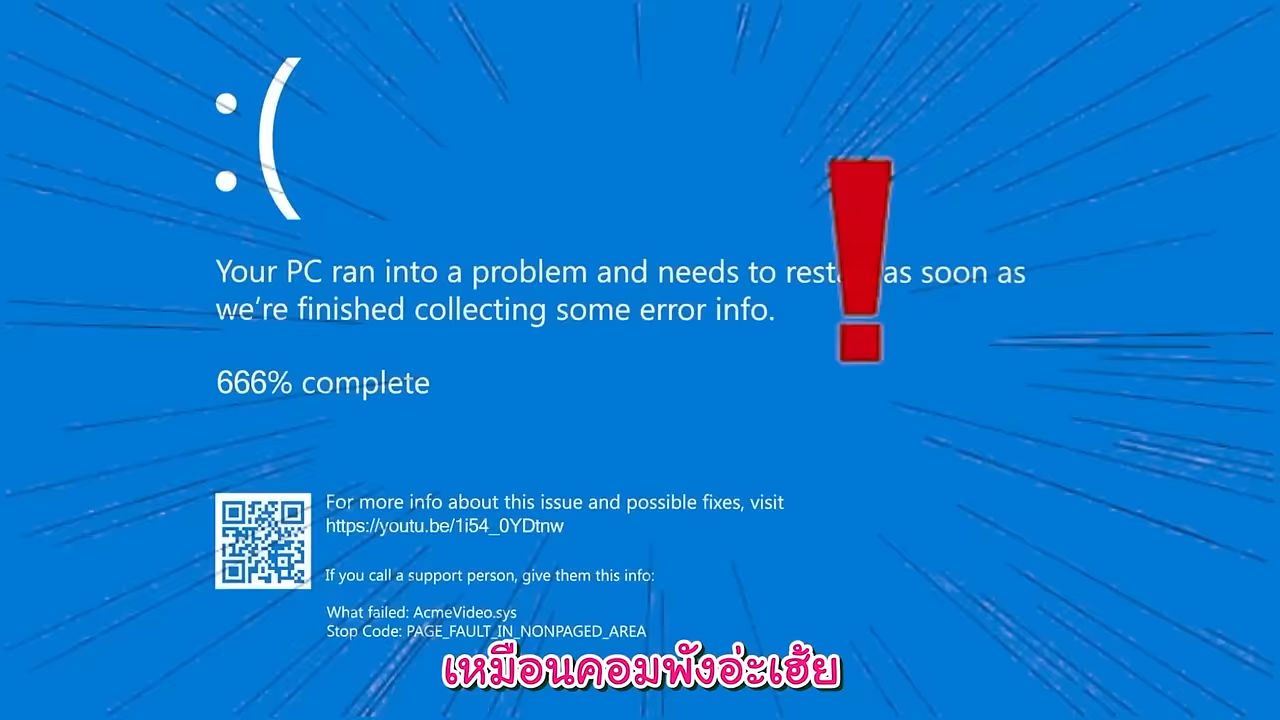 :(
Your PC ran into a problem and needs to rest as soon as
we're finished collecting some error info.
666% complete
For more info about this issue and possible fixes, visit
https://youtu.be/1i54_0YDtnw
If you call a support person, give them this info:
What failed: AcmeVideo.sys
Stop Code: PAGE_FAULT_IN_NONPAGED_AREA
เหมือนคอมพังอ่ะเฮ้ย